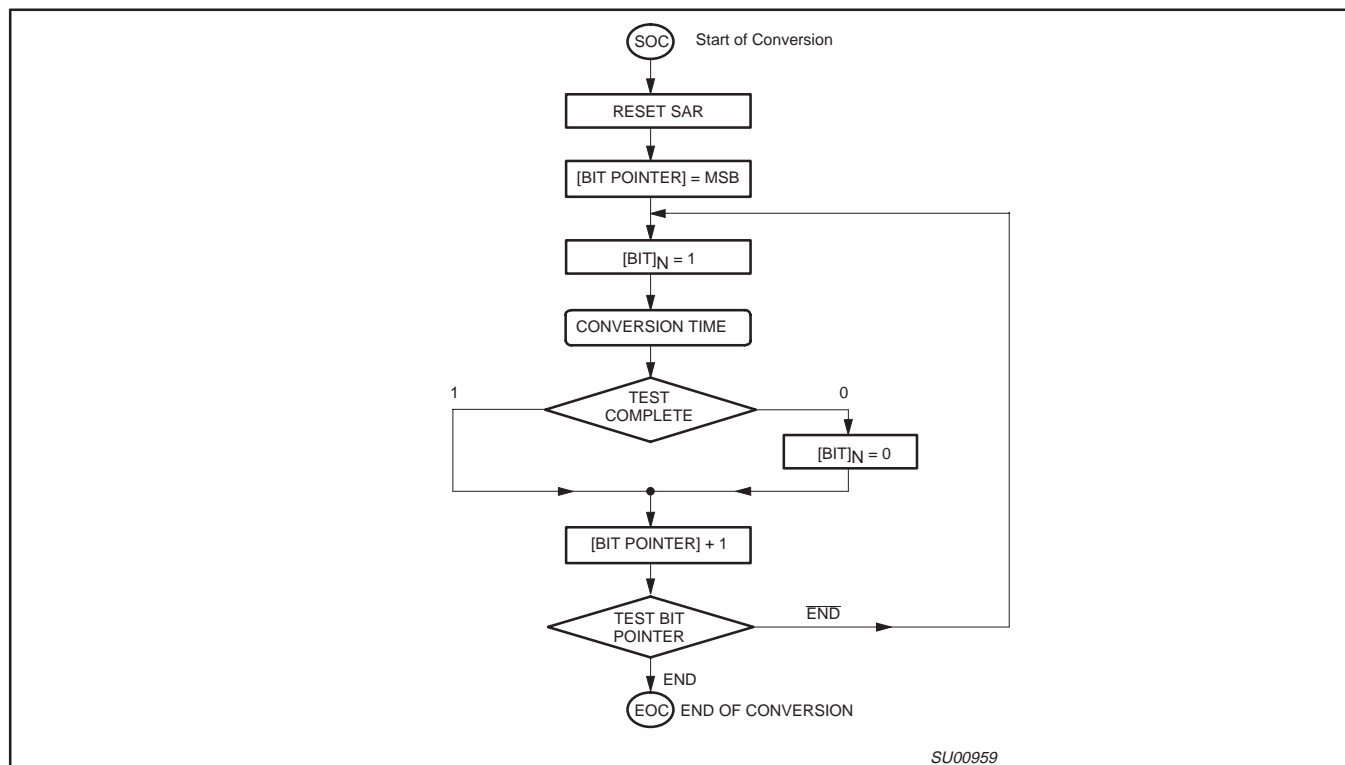 SOC Start of Conversion
RESET SAR
[BIT POINTER] = MSB
[BIT]N = 1
CONVERSION TIME
1
TEST
COMPLETE
0
[BIT]N = 0
[BIT POINTER] + 1
TEST BIT
POINTER
END
END
EOC END OF CONVERSION
SU00959